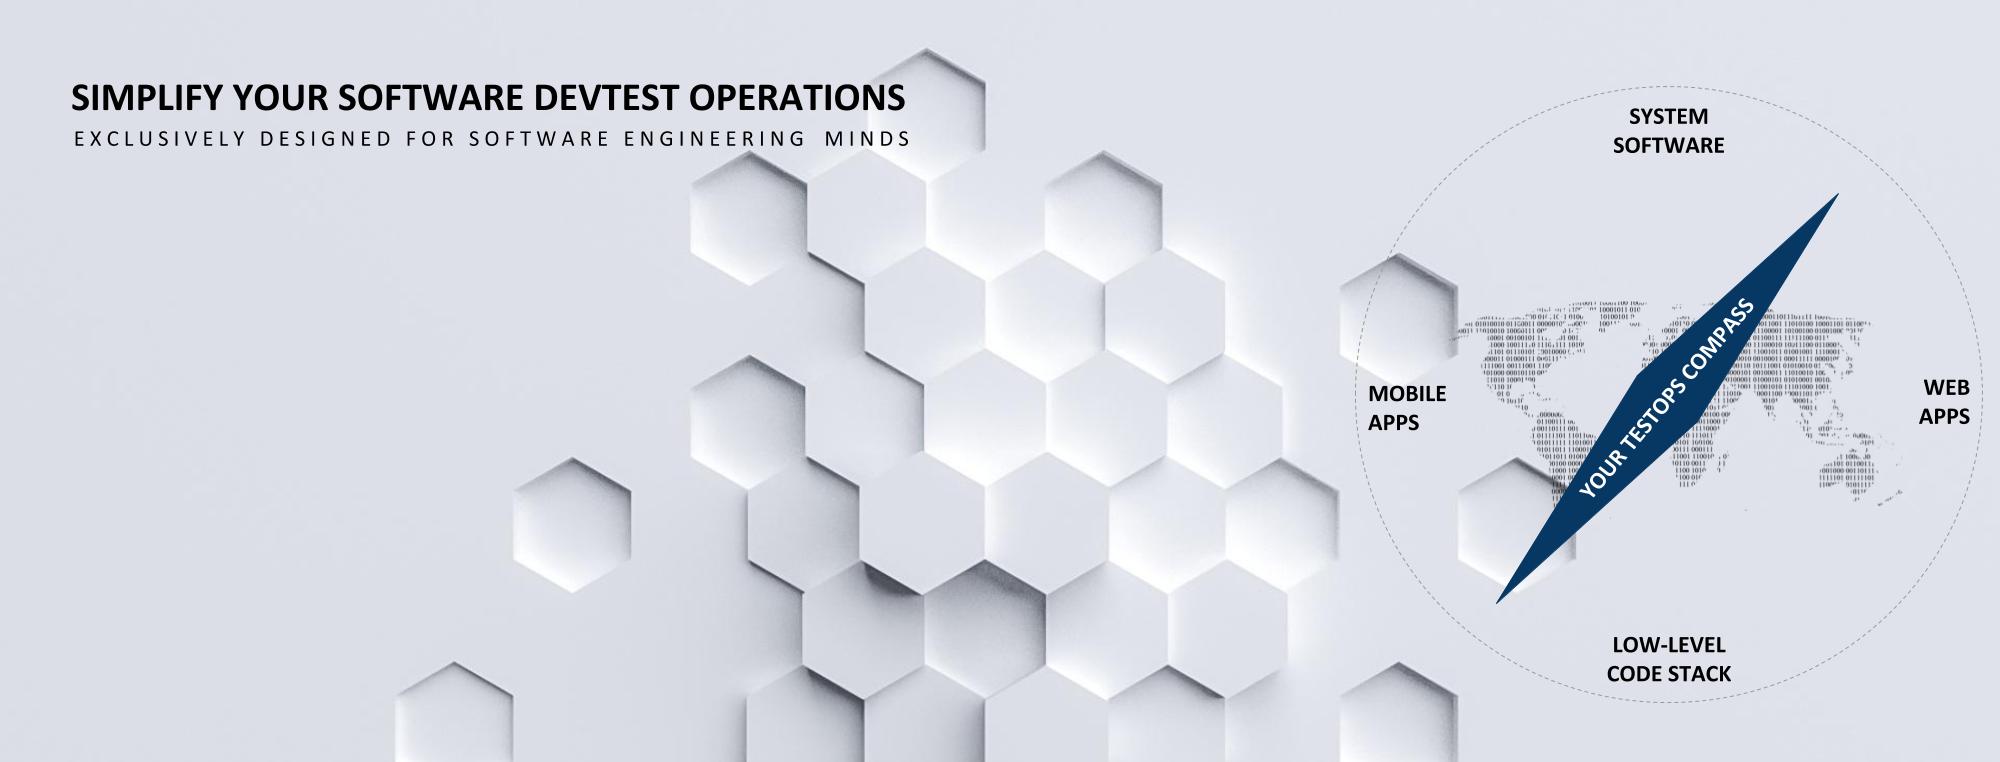 SIMPLIFY YOUR SOFTWARE DEVTEST OPERATIONS
EXCLUSIVELY DESIGNED FOR SOFTWARE ENGINEERING MINDS
SYSTEM
SOFTWARE
MOBILE
APPS
YOUR TESTOPS COMPASS
WEB
APPS
LOW-LEVEL
CODE STACK